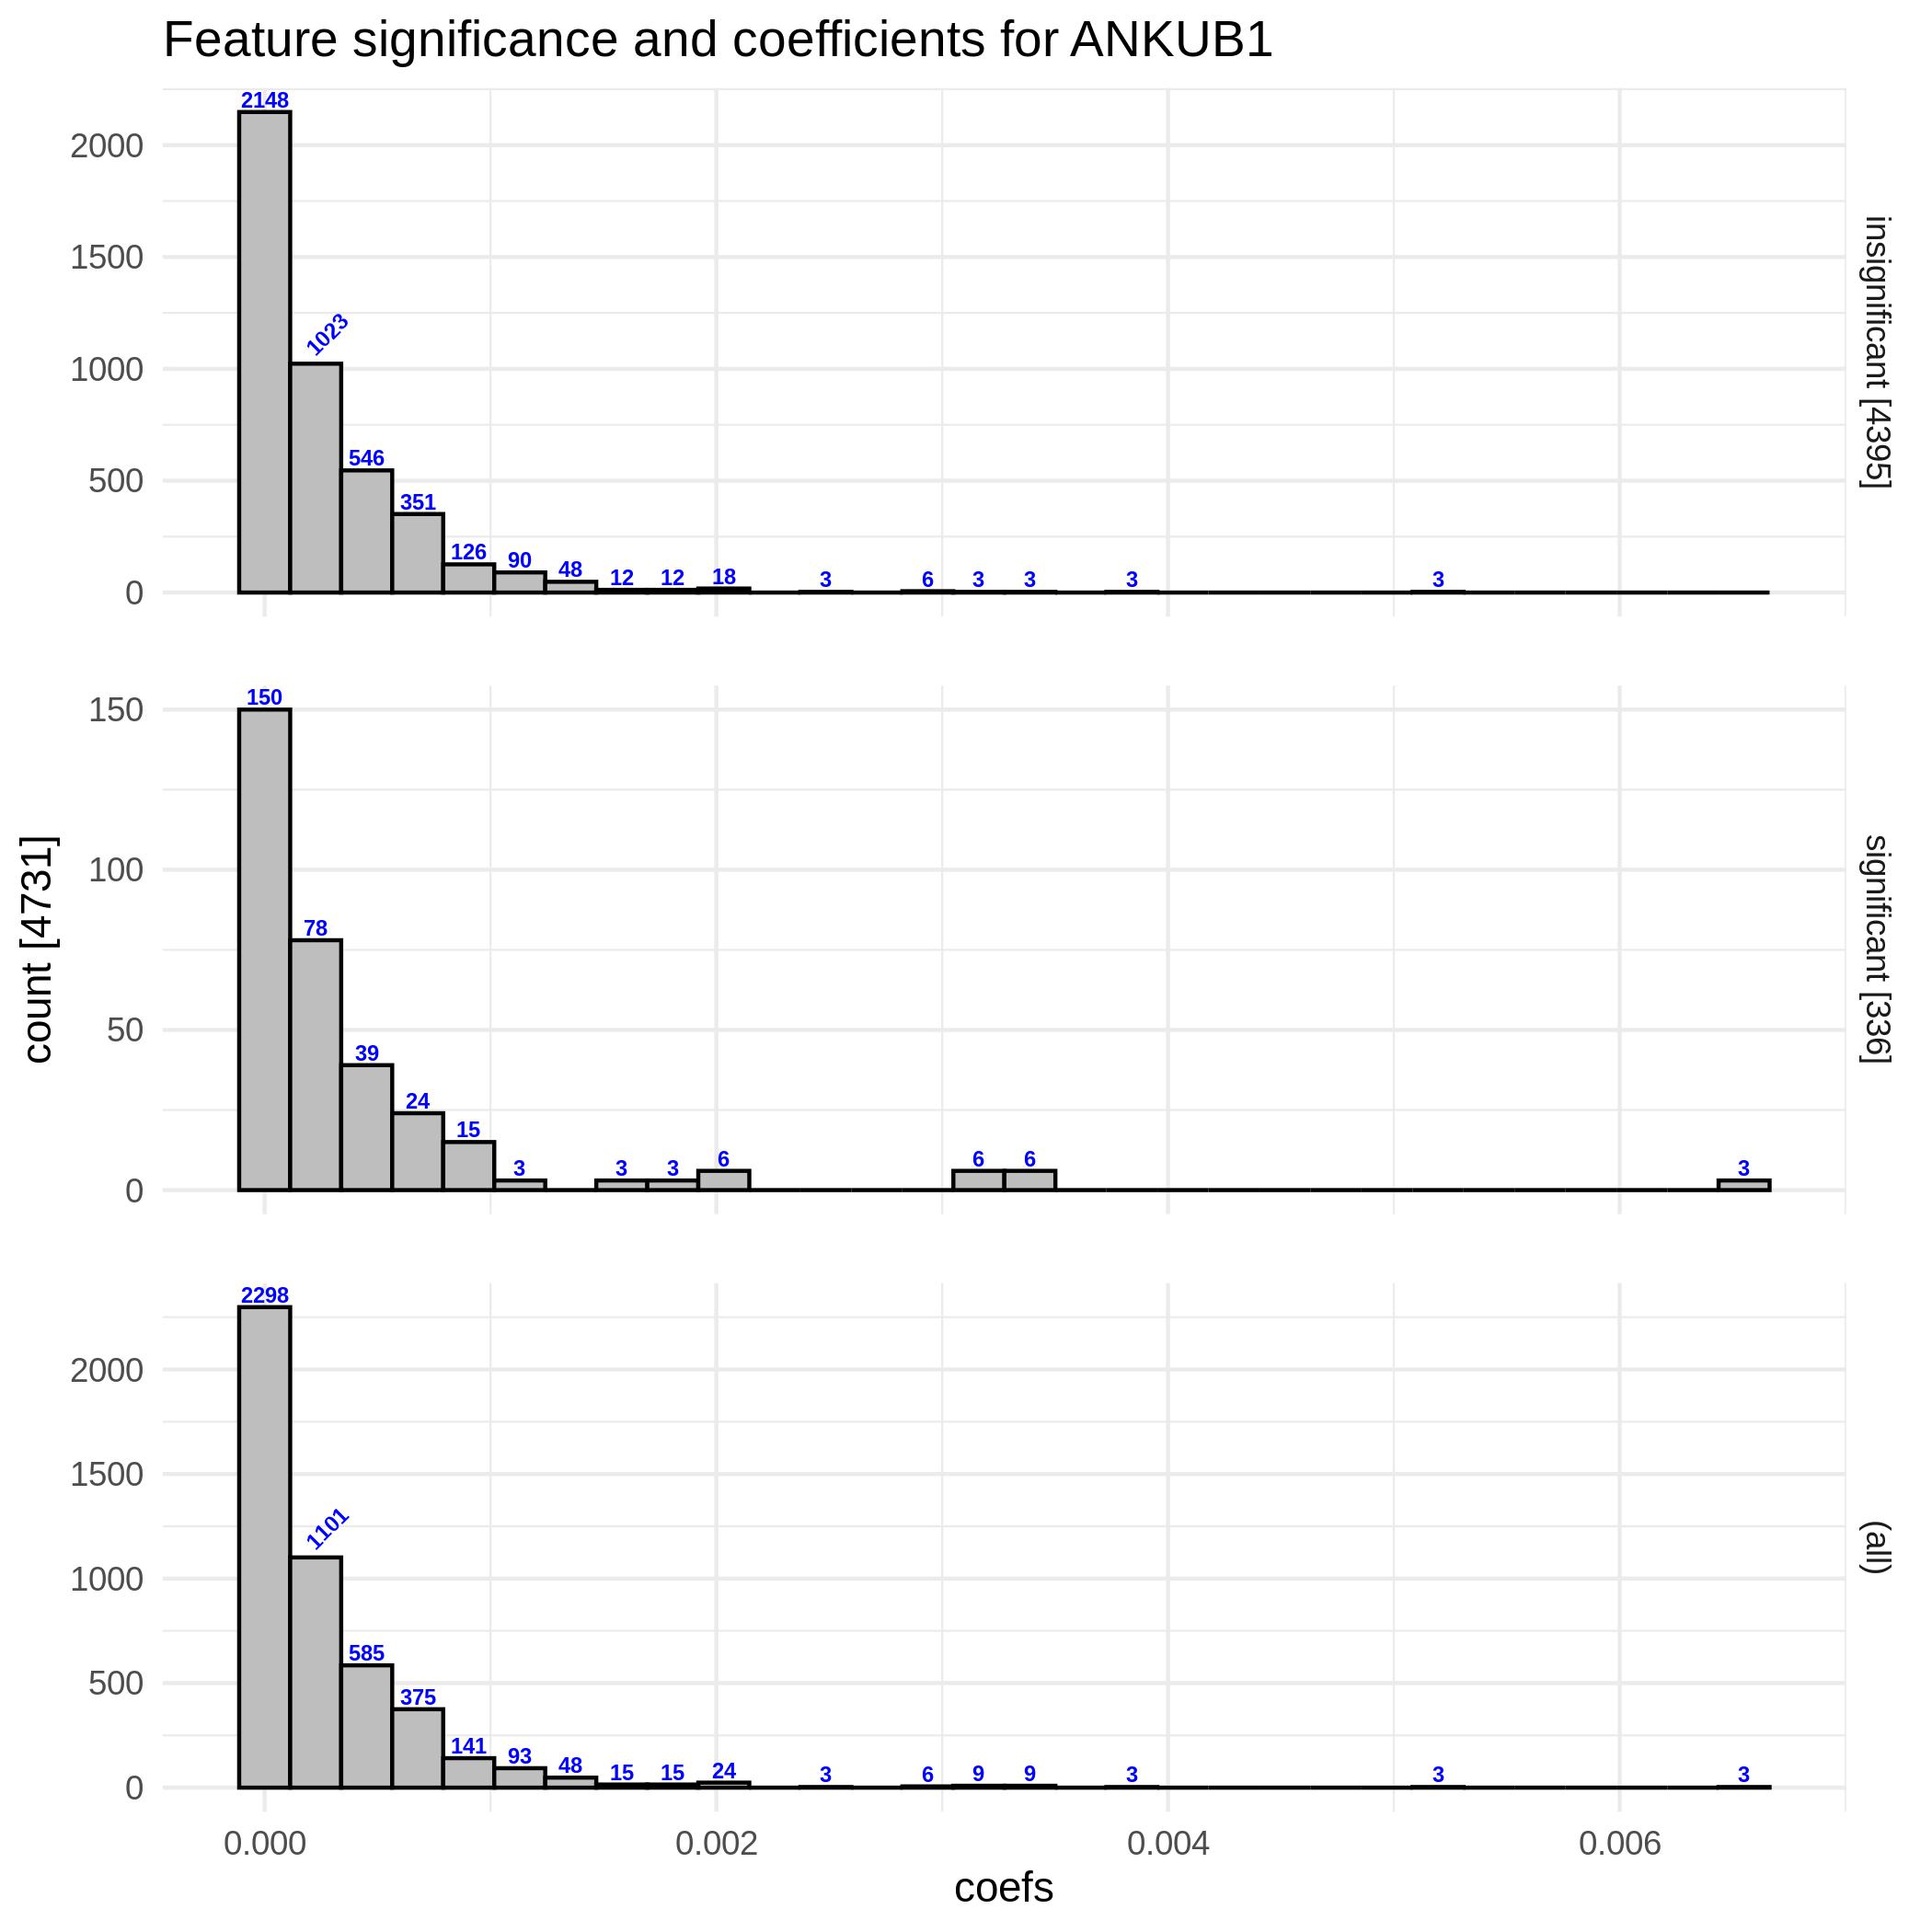 Feature significance and coefficients for ANKUB1
2148
2000
1500
1023
1000
546
500
351
126 90 48 12 12 18 3 6 3 3 3 3
0
insignificant [4395]
150
150
100
78
50
39
24
15
3 3 3 6 6 6 3
0
significant [336]
count [4731]
2298
2000
1500
1101
1000
585
500
375
141 93 48 15 15 24 3 6 9 9 3 3 3
0
(all)
0.000 0.002 0.004 0.006
coefs